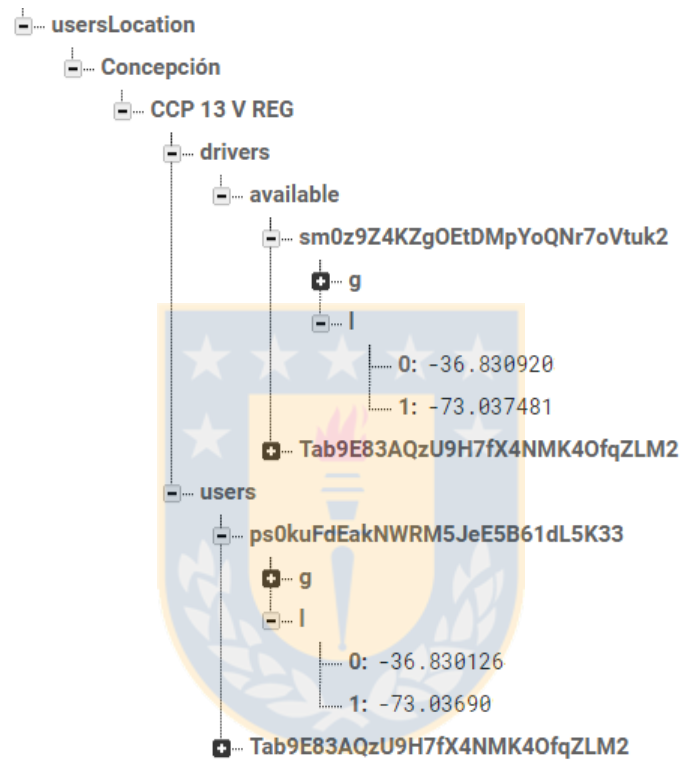 usersLocation
Concepción
CCP 13 V REG
drivers
available
sm0z9Z4KZgOEtDMpYoQNr7oVtuk2
g
l
0: -36.830920
1: -73.037481
Tab9E83AQzU9H7fX4NMK4OfqZLM2
users
ps0kuFdEakNWRM5JeE5B61dL5K33
g
l
0: -36.830126
1: -73.03690
Tab9E83AQzU9H7fX4NMK4OfqZLM2